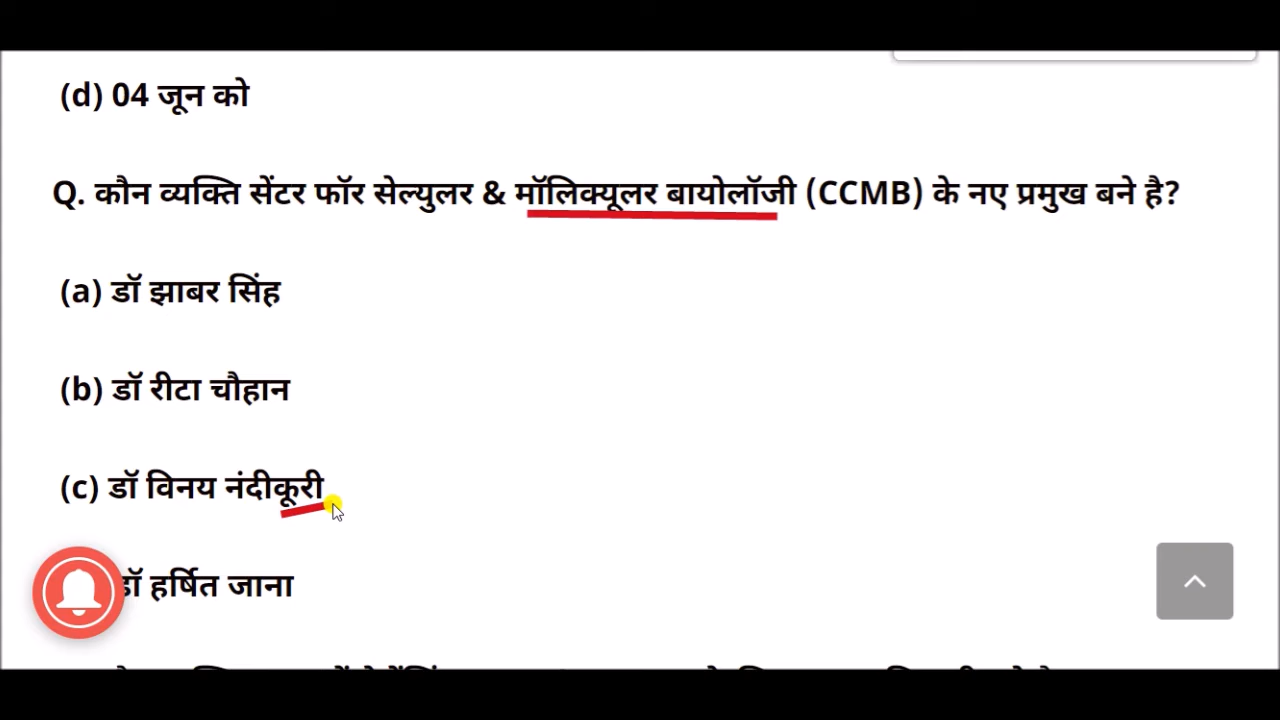 (d) 04 जून को
Q. कौन व्यक्ति सेंटर फॉर सेल्युलर & मॉलिक्यूलर बायोलॉजी (CCMB) के नए प्रमुख बने है?
(a) डॉ झाबर सिंह
(b) डॉ रीटा चौहान
(c) डॉ विनय नंदीकूरी
डॉ हर्षित जाना